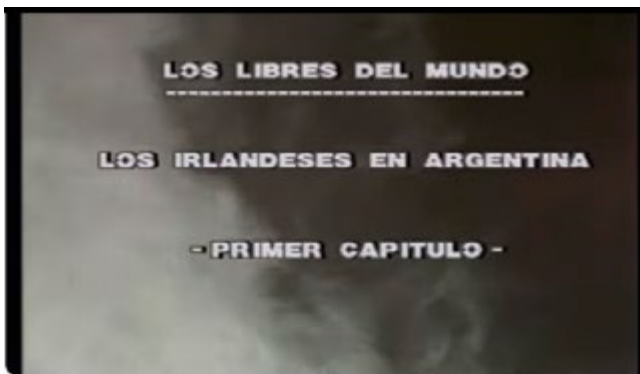 LOS LIBRES DEL MUNDO
--------------------------------
LOS IRLANDESES EN ARGENTINA
-PRIMER CAPITULO-